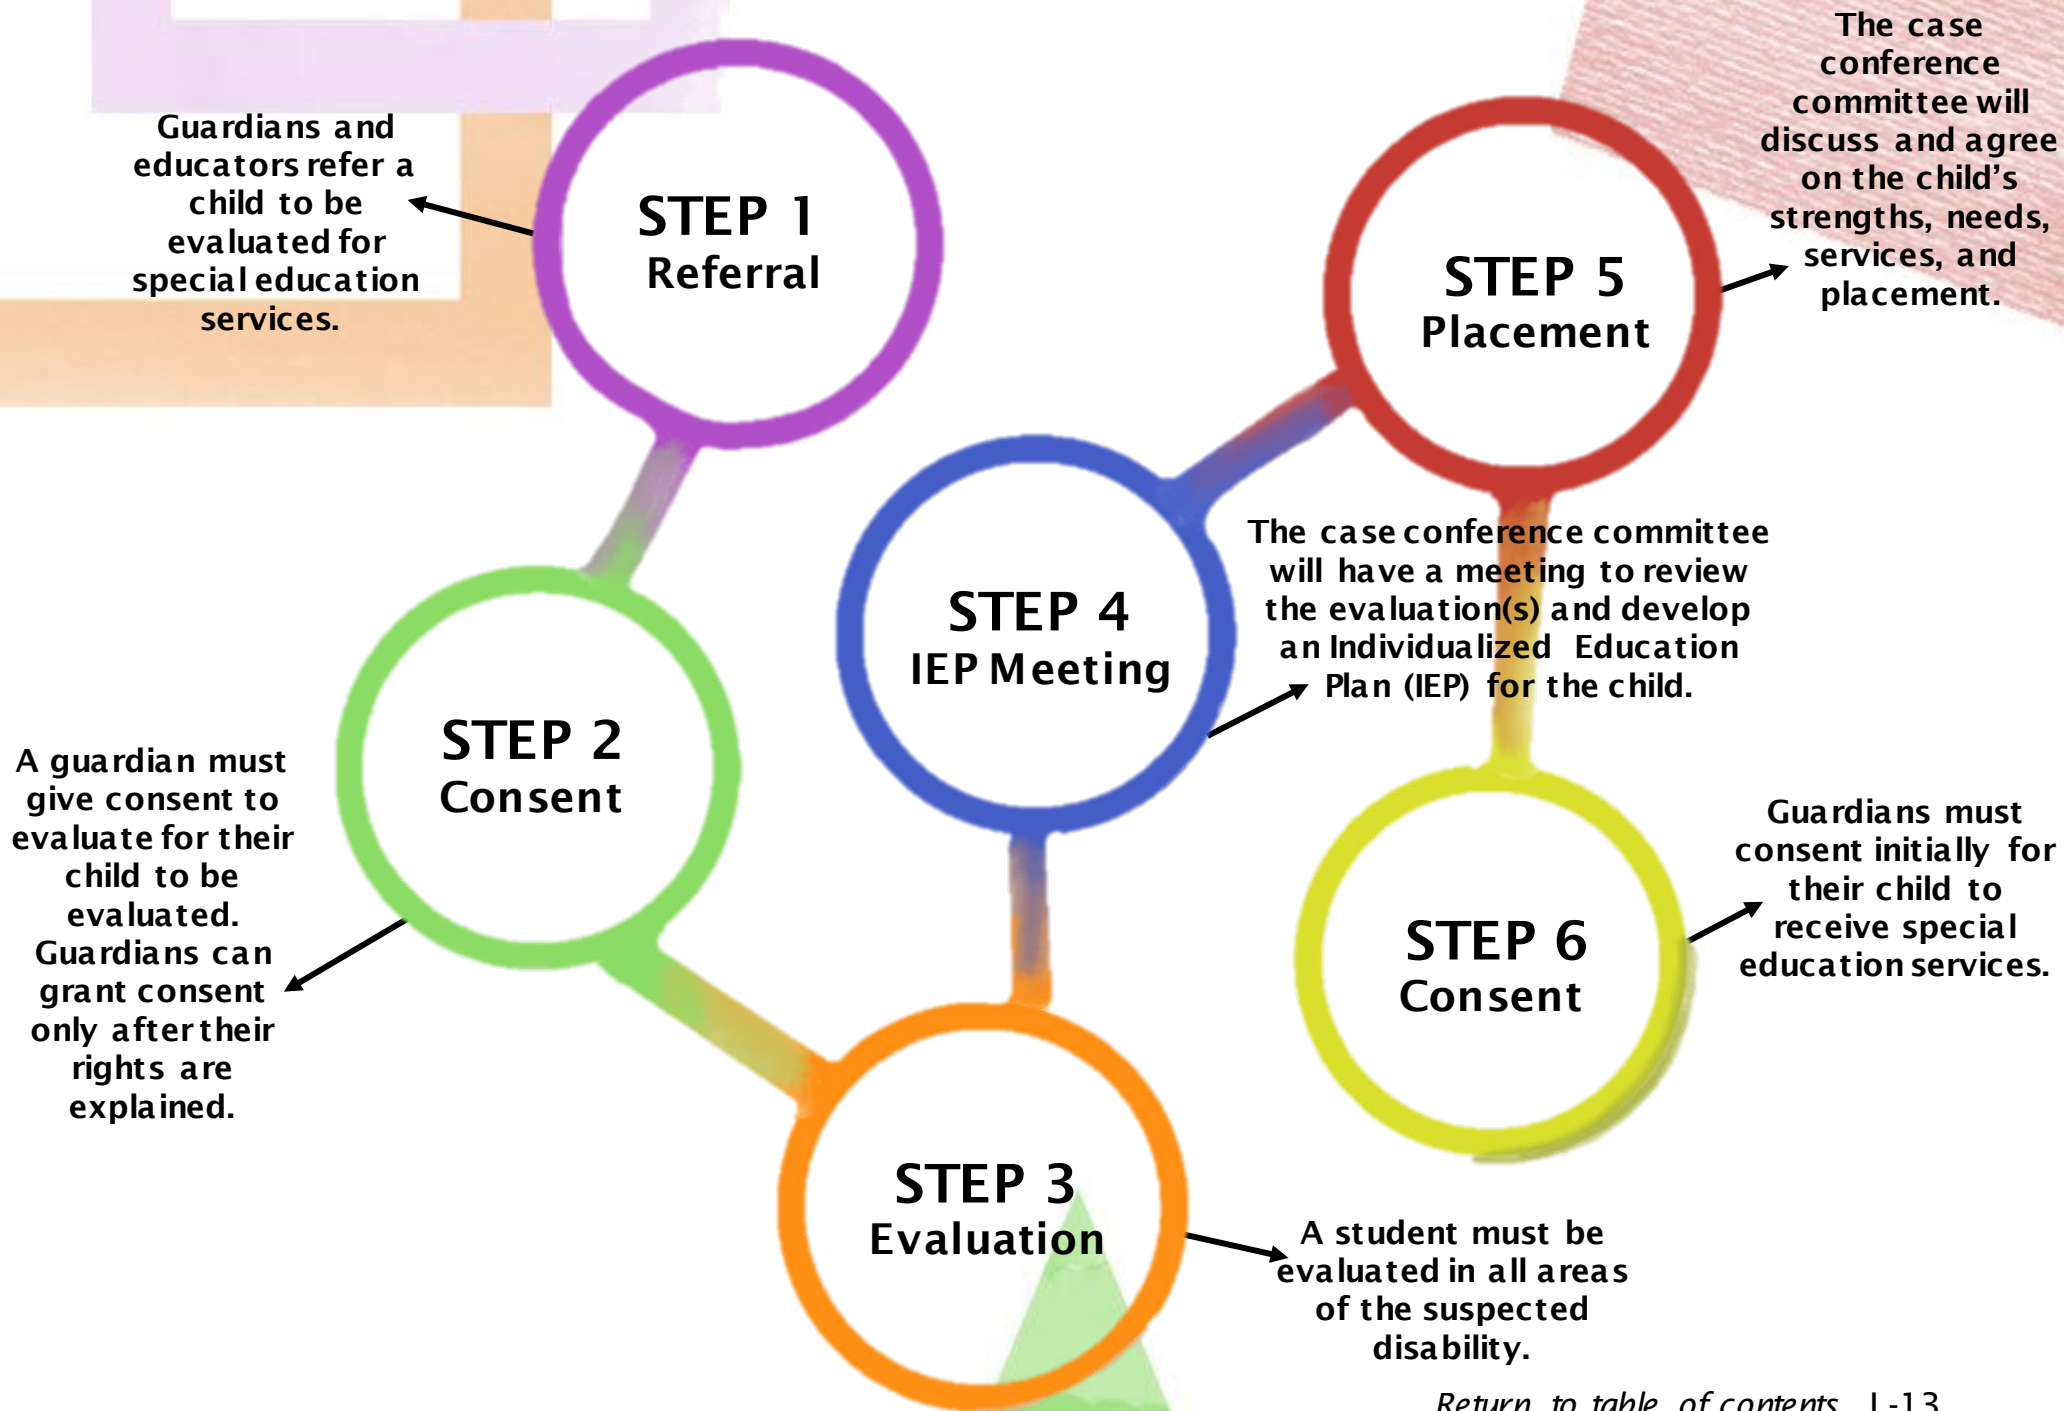 Guardians and
educators refer a
child to be
evaluated for
special education
services.
STEP 1
Referral
STEP 2
Consent
A guardian must
give consent to
evaluate for their
child to be
evaluated.
Guardians can
grant consent
only after their
rights are
explained.
STEP 3
Evaluation
A student must be
evaluated in all areas
of the suspected
disability.
STEP 4
IEP Meeting
The case conference committee
will have a meeting to review
the evaluation(s) and develop
an Individualized Education
Plan (IEP) for the child.
STEP 5
Placement
The case
conference
committee will
discuss and agree
on the child's
strengths, needs,
services, and
placement.
STEP 6
Consent
Guardians must
consent initially for
their child to
receive special
education services.
Return to table of contents L-13